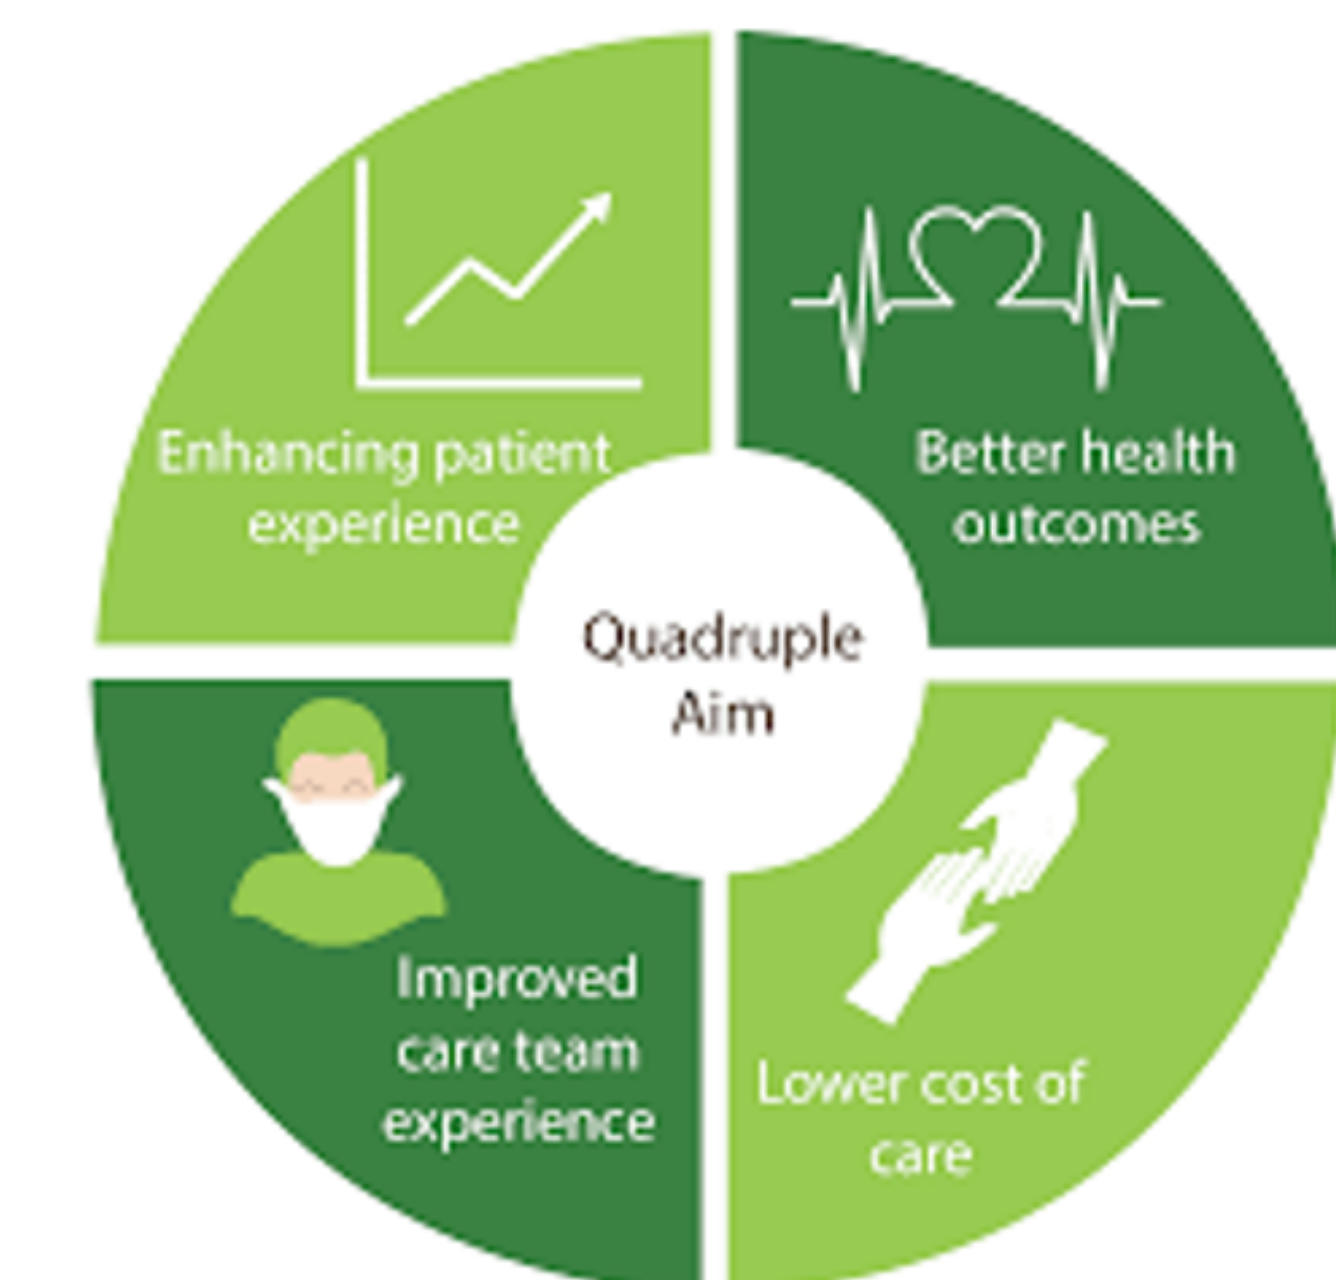 Enhancing patient
experience
Better health
outcomes
Quadruple
Aim
Improved
care team
experience
Lower cost of
care